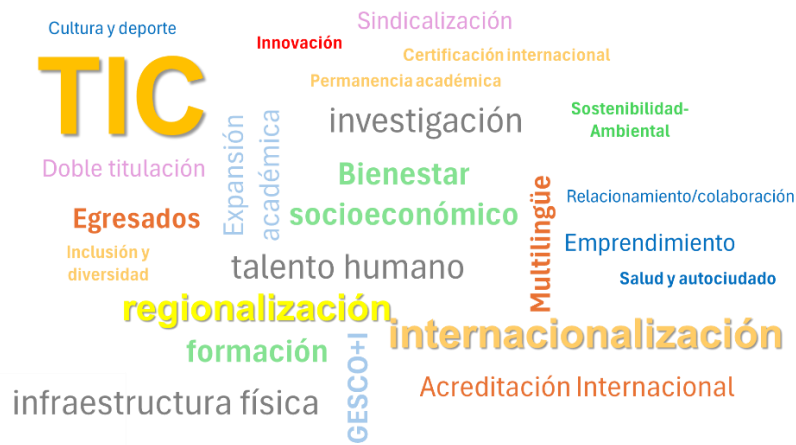 Cultura y deporte
Sindicalización
Innovación
Certificación internacional
TIC
Permanencia académica
investigación
Sostenibilidad-
Ambiental
Expansión
académica
Doble titulación
Bienestar
socioeconómico
Multilingüe
Relacionamiento/colaboración
Egresados
Emprendimiento
Inclusión y
diversidad
talento humano
Salud y autociudado
regionalización
internacionalización
formación
GESCO+I
Acreditación Internacional
infraestructura física